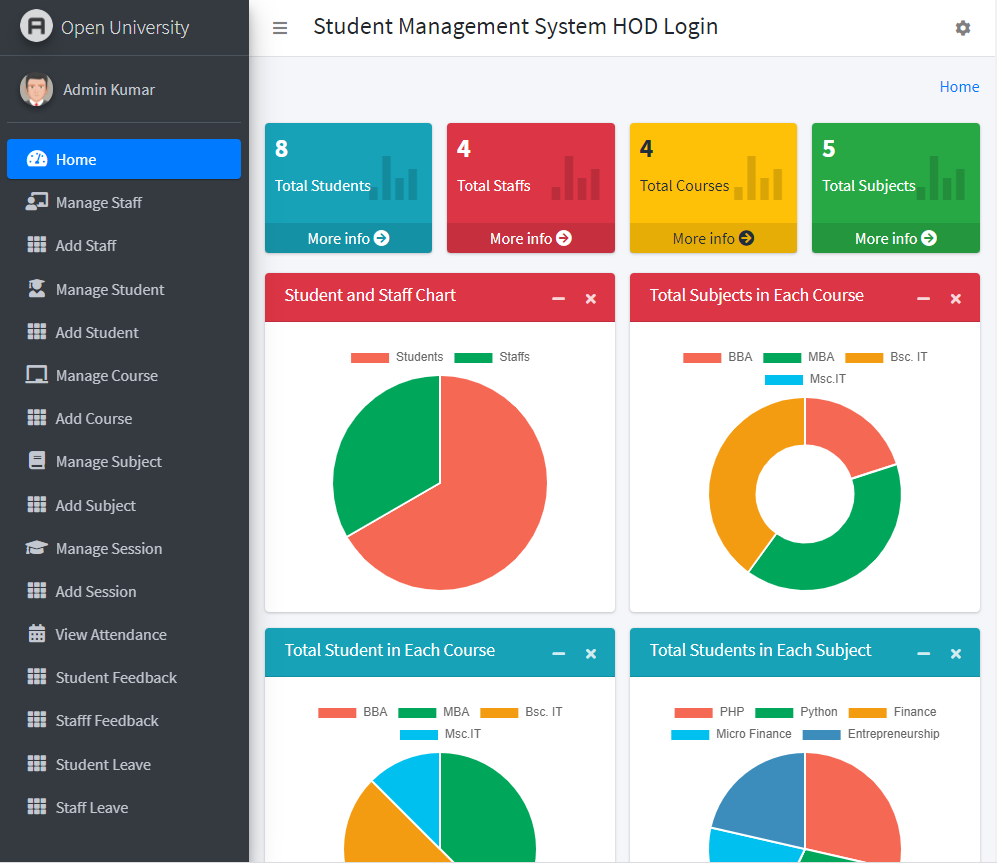 Open University
Student Management System HOD Login
Admin Kumar
Home
Home
Manage Staff
Add Staff
Manage Student
Add Student
Manage Course
Add Course
Manage Subject
Add Subject
Manage Session
Add Session
View Attendance
Student Feedback
Stafff Feedback
Student Leave
Staff Leave
8
Total Students
More info
4
Total Staffs
More info
4
Total Courses
More info
5
Total Subjects
More info
Student and Staff Chart
Students Staffs
Total Subjects in Each Course
BBA MBA Bsc. IT
Msc.IT
Total Student in Each Course
BBA MBA Bsc. IT
Msc.IT
Total Students in Each Subject
PHP Python Finance
Micro Finance Entrepreneurship